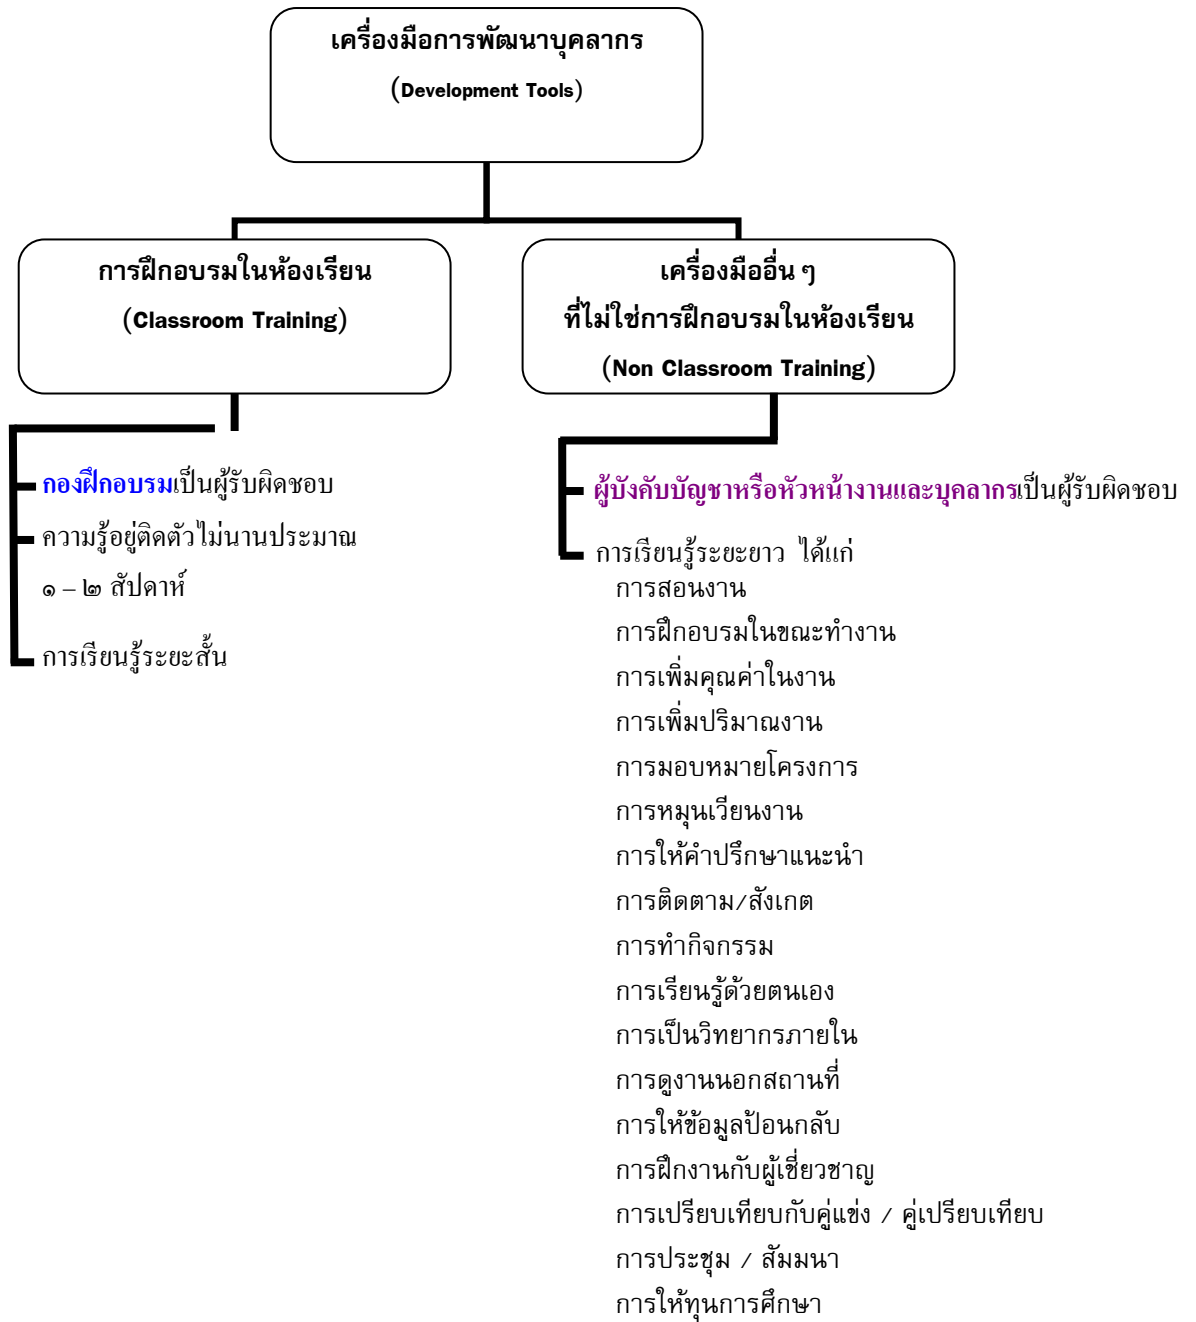 เครื่องมือการพัฒนาบุคลากร
(Development Tools)
การฝึกอบรมในห้องเรียน
(Classroom Training)
เครื่องมืออื่น ๆ
ที่ไม่ใช่การฝึกอบรมในห้องเรียน
(Non Classroom Training)
กองฝึกอบรมเป็นผู้รับผิดชอบ
ความรู้อยู่ติดตัวไม่นานประมาณ
๑ – ๒ สัปดาห์
การเรียนรู้ระยะสั้น
ผู้บังคับบัญชาหรือหัวหน้างานและบุคลากรเป็นผู้รับผิดชอบ
การเรียนรู้ระยะยาว ได้แก่
การสอนงาน
การฝึกอบรมในขณะทำงาน
การเพิ่มคุณค่าในงาน
การเพิ่มปริมาณงาน
การมอบหมายโครงการ
การหมุนเวียนงาน
การให้คำปรึกษาแนะนำ
การติดตาม/สังเกต
การทำกิจกรรม
การเรียนรู้ด้วยตนเอง
การเป็นวิทยากรภายใน
การดูงานนอกสถานที่
การให้ข้อมูลป้อนกลับ
การฝึกงานกับผู้เชี่ยวชาญ
การเปรียบเทียบกับคู่แข่ง / คู่เปรียบเทียบ
การประชุม / สัมมนา
การให้ทุนการศึกษา